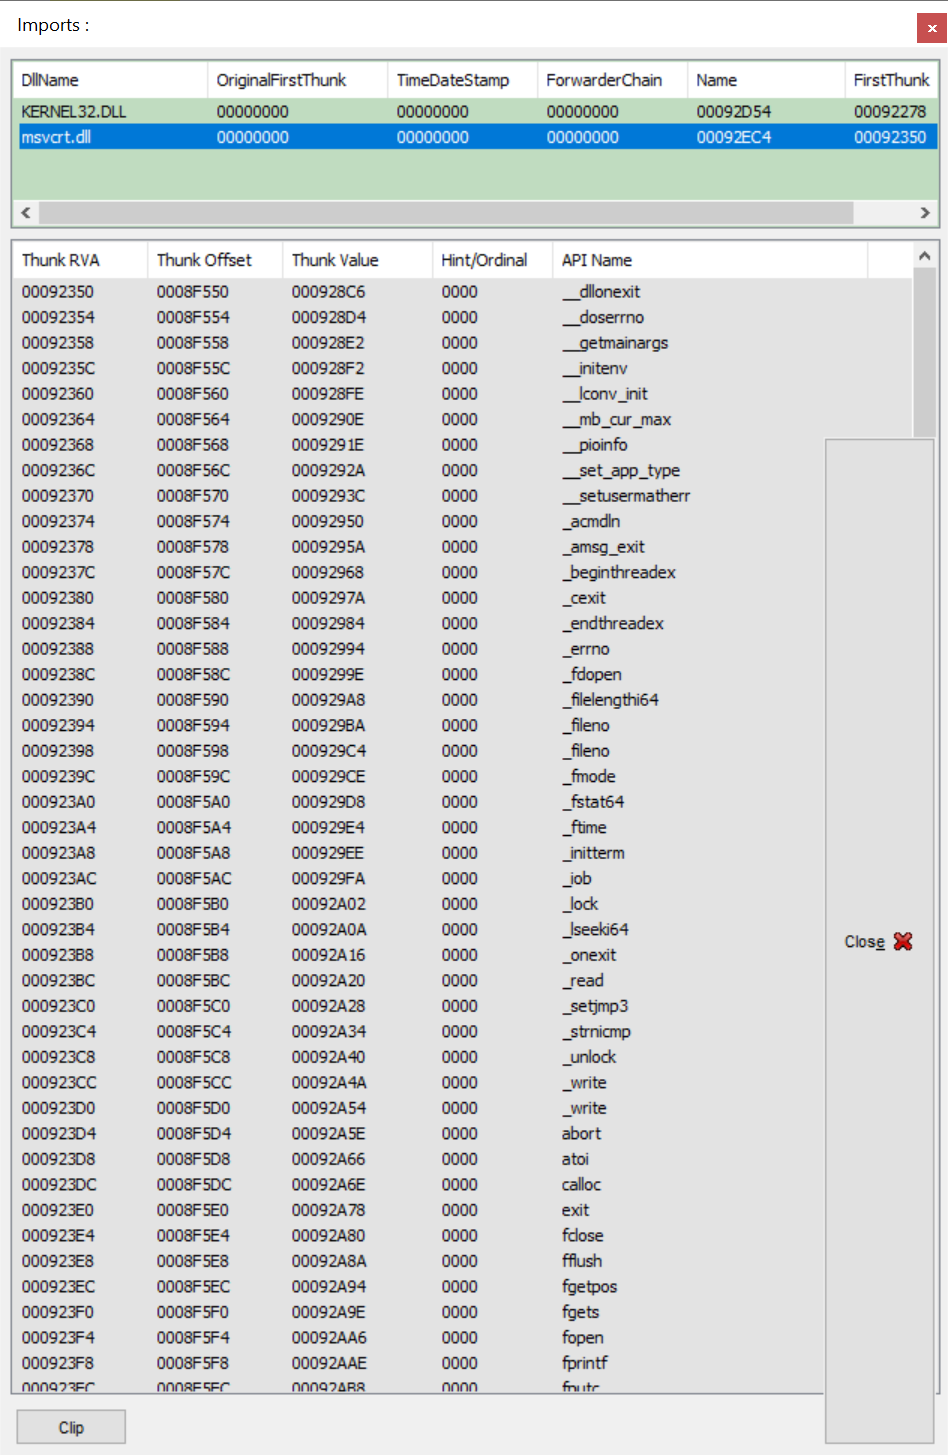 Imports :
DllName OriginalFirstThunk TimeDateStamp ForwarderChain Name FirstThunk
KERNEL32.DLL 00000000 00000000 00000000 00092D54 00092278
msvcrt.dll 00000000 00000000 00000000 00092EC4 00092350
Thunk RVA Thunk Offset Thunk Value Hint/Ordinal API Name
00092350 0008F550 000928C6 0000 __dllonexit
00092354 0008F554 000928D4 0000 __doserrno
00092358 0008F558 000928E2 0000 __getmainargs
0009235C 0008F55C 000928F2 0000 __initenv
00092360 0008F560 000928FE 0000 __lconv_init
00092364 0008F564 0009290E 0000 __mb_cur_max
00092368 0008F568 0009291E 0000 __pioinfo
0009236C 0008F56C 0009292A 0000 __set_app_type
00092370 0008F570 0009293C 0000 __setusermatherr
00092374 0008F574 00092950 0000 _acmdln
00092378 0008F578 0009295A 0000 _amsg_exit
0009237C 0008F57C 00092968 0000 _beginthreadex
00092380 0008F580 0009297A 0000 _cexit
00092384 0008F584 00092984 0000 _endthreadex
00092388 0008F588 00092994 0000 _errno
0009238C 0008F58C 0009299E 0000 _fdopen
00092390 0008F590 000929A8 0000 _filelengthi64
00092394 0008F594 000929BA 0000 _fileno
00092398 0008F598 000929C4 0000 _fileno
0009239C 0008F59C 000929CE 0000 _fmode
000923A0 0008F5A0 000929D8 0000 _fstat64
000923A4 0008F5A4 000929E4 0000 _ftime
000923A8 0008F5A8 000929EE 0000 _initterm
000923AC 0008F5AC 000929FA 0000 _iob
000923B0 0008F5B0 00092A02 0000 _lock
000923B4 0008F5B4 00092A0A 0000 _lseeki64
000923B8 0008F5B8 00092A16 0000 _onexit
000923BC 0008F5BC 00092A20 0000 _read
000923C0 0008F5C0 00092A28 0000 _setjmp3
000923C4 0008F5C4 00092A34 0000 _strnicmp
000923C8 0008F5C8 00092A40 0000 _unlock
000923CC 0008F5CC 00092A4A 0000 _write
000923D0 0008F5D0 00092A54 0000 _write
000923D4 0008F5D4 00092A5E 0000 abort
000923D8 0008F5D8 00092A66 0000 atoi
000923DC 0008F5DC 00092A6E 0000 calloc
000923E0 0008F5E0 00092A78 0000 exit
000923E4 0008F5E4 00092A80 0000 fclose
000923E8 0008F5E8 00092A8A 0000 fflush
000923EC 0008F5EC 00092A94 0000 fgetpos
000923F0 0008F5F0 00092A9E 0000 fgets
000923F4 0008F5F4 00092AA6 0000 fopen
000923F8 0008F5F8 00092AAE 0000 fprintf
000923FC 0008F5FC 00092AB8 0000 fputc
Close
Clip